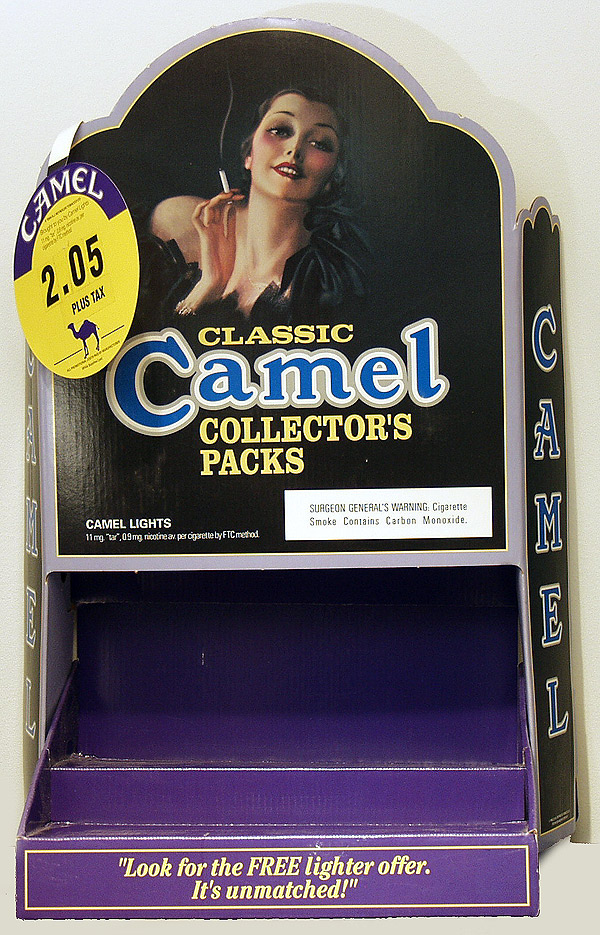 CAMEL
2.05
PLUS TAX
CLASSIC
Camel
COLLECTOR'S
PACKS
SURGEON GENERAL'S WARNING: Cigarette
Smoke Contains Carbon Monoxide.
CAMEL LIGHTS
11 mg. "tar", 0.9 mg. nicotine av. per cigarette by FTC method.
CAMEL
CAMEL
"Look for the FREE lighter offer.
It's unmatched!"